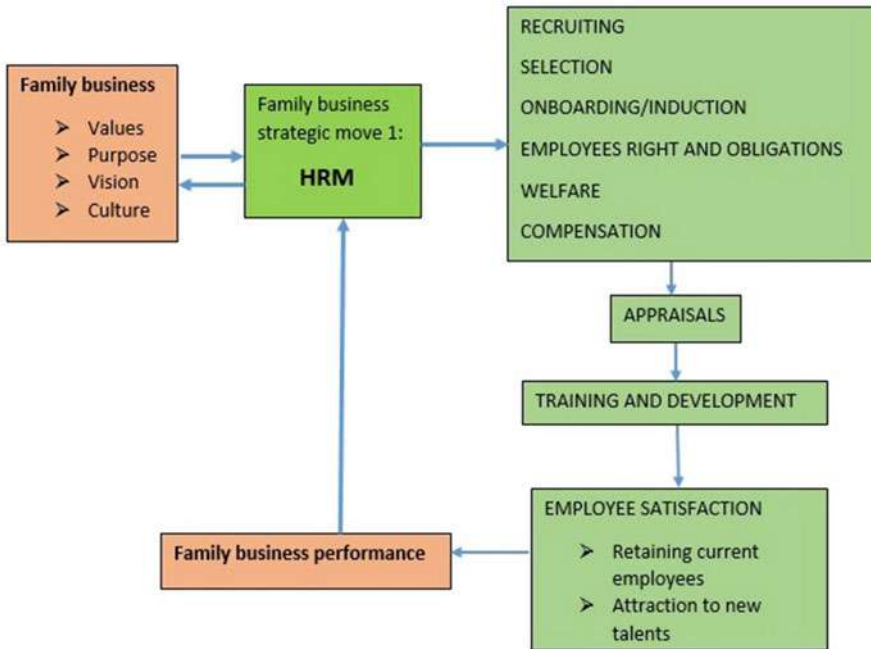 Family business
➤ Values
➤ Purpose
➤ Vision
➤ Culture
Family business
strategic move 1:
HRM
RECRUITING
SELECTION
ONBOARDING/INDUCTION
EMPLOYEES RIGHT AND OBLIGATIONS
WELFARE
COMPENSATION
APPRAISALS
TRAINING AND DEVELOPMENT
EMPLOYEE SATISFACTION
➤ Retaining current
employees
➤ Attraction to new
talents
Family business performance